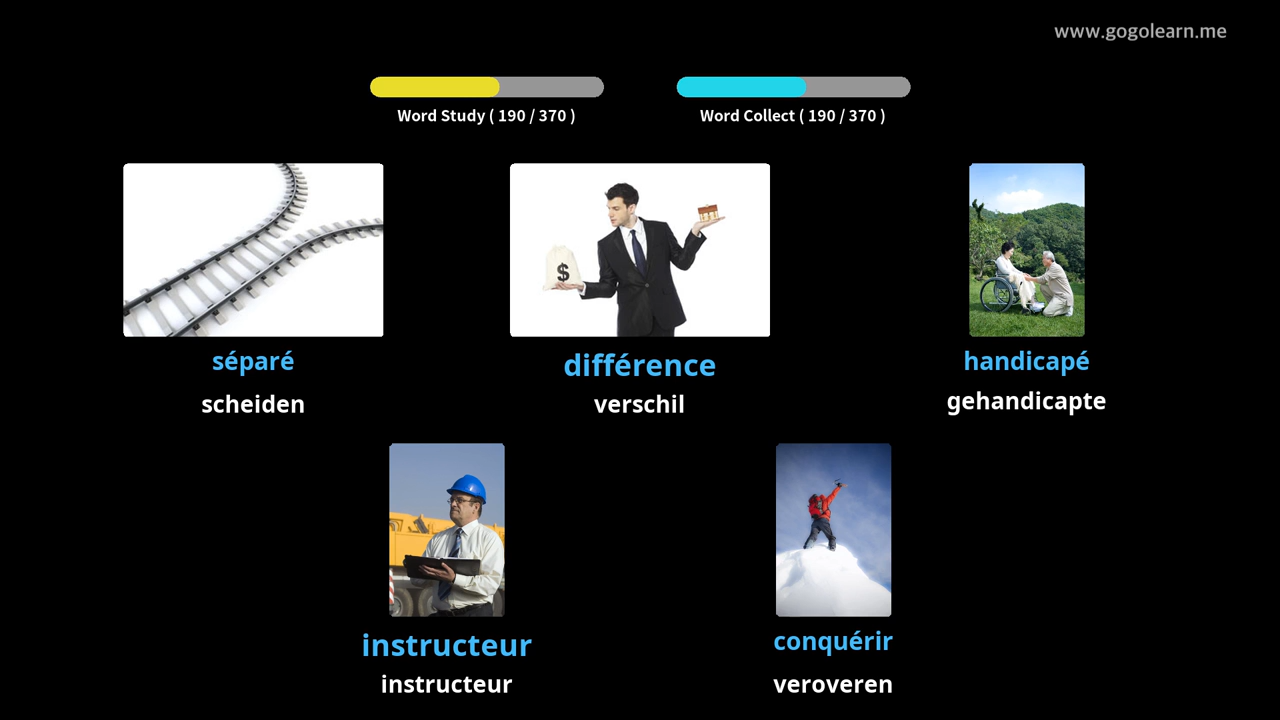 www.gogolearn.me
Word Study ( 190 / 370 )
Word Collect ( 190 / 370 )
séparé
scheiden
différence
verschil
handicapé
gehandicapte
$
instructeur
instructeur
conquérir
veroveren